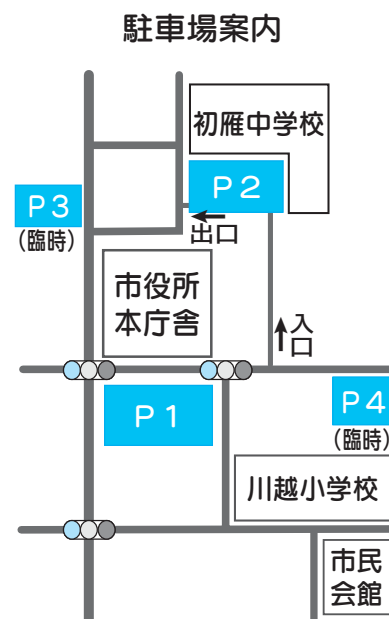 駐車場案内
初雁中学校
P2
P3
(臨時)
出口
市役所
本庁舎
入
口
P1
P4
(臨時)
川越小学校
市民
会館